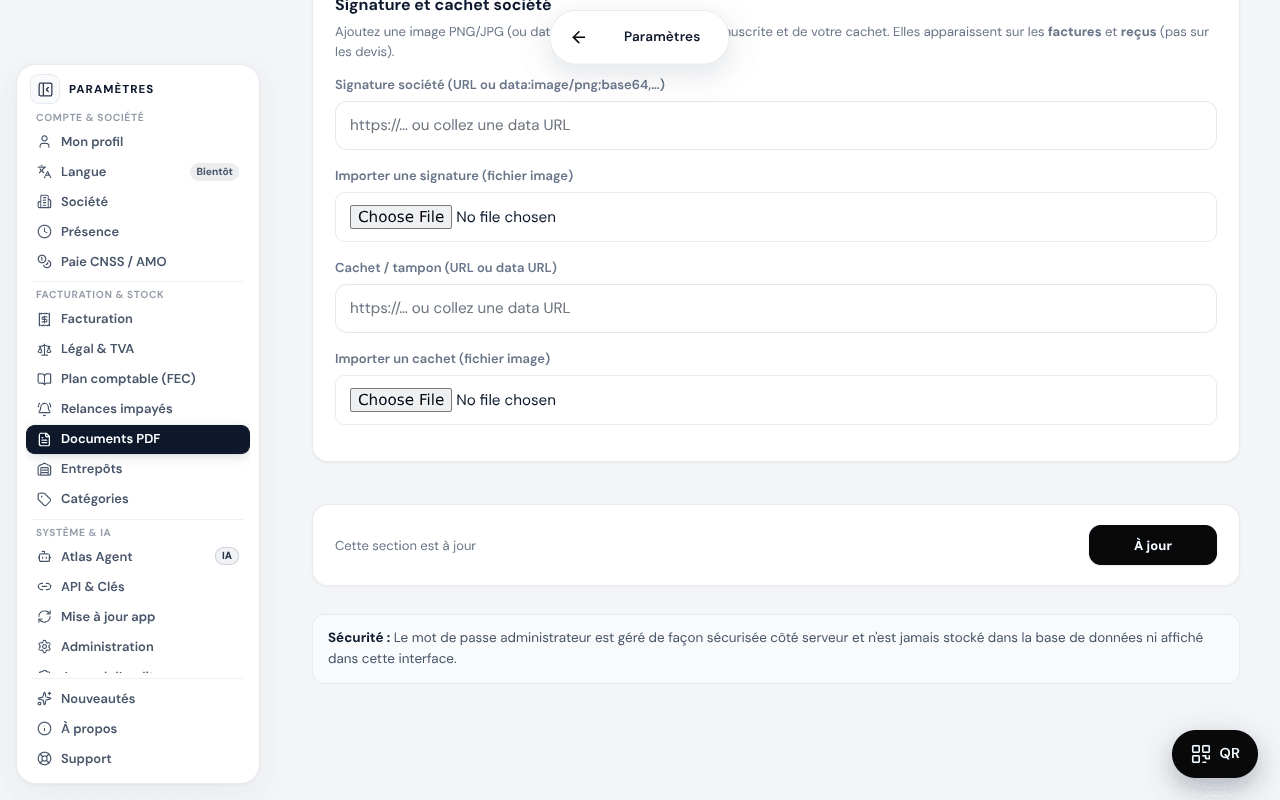 PARAMÈTRES
COMPTE & SOCIÉTÉ
Mon profil
Langue
Bientôt
Société
Présence
Paie CNSS / AMO
FACTURATION & STOCK
Facturation
Légal & TVA
Plan comptable (FEC)
Relances impayés
Documents PDF
Entrepôts
Catégories
SYSTÈME & IA
Atlas Agent
IA
API & Clés
Mise à jour app
Administration
Nouveautés
À propos
Support
Paramètres
Signature et cachet société
Ajoutez une image PNG/JPG (ou et de votre cachet. Elles apparaissent sur les factures et reçus (pas sur
les devis).
Signature société (URL ou data:image/png;base64,…)
https://… ou collez une data URL
Importer une signature (fichier image)
Choose File No file chosen
Cachet / tampon (URL ou data URL)
https://… ou collez une data URL
Importer un cachet (fichier image)
Choose File No file chosen
Cette section est à jour
À jour
Sécurité : Le mot de passe administrateur est géré de façon sécurisée côté serveur et n'est jamais stocké dans la base de données ni affiché
dans cette interface.
QR